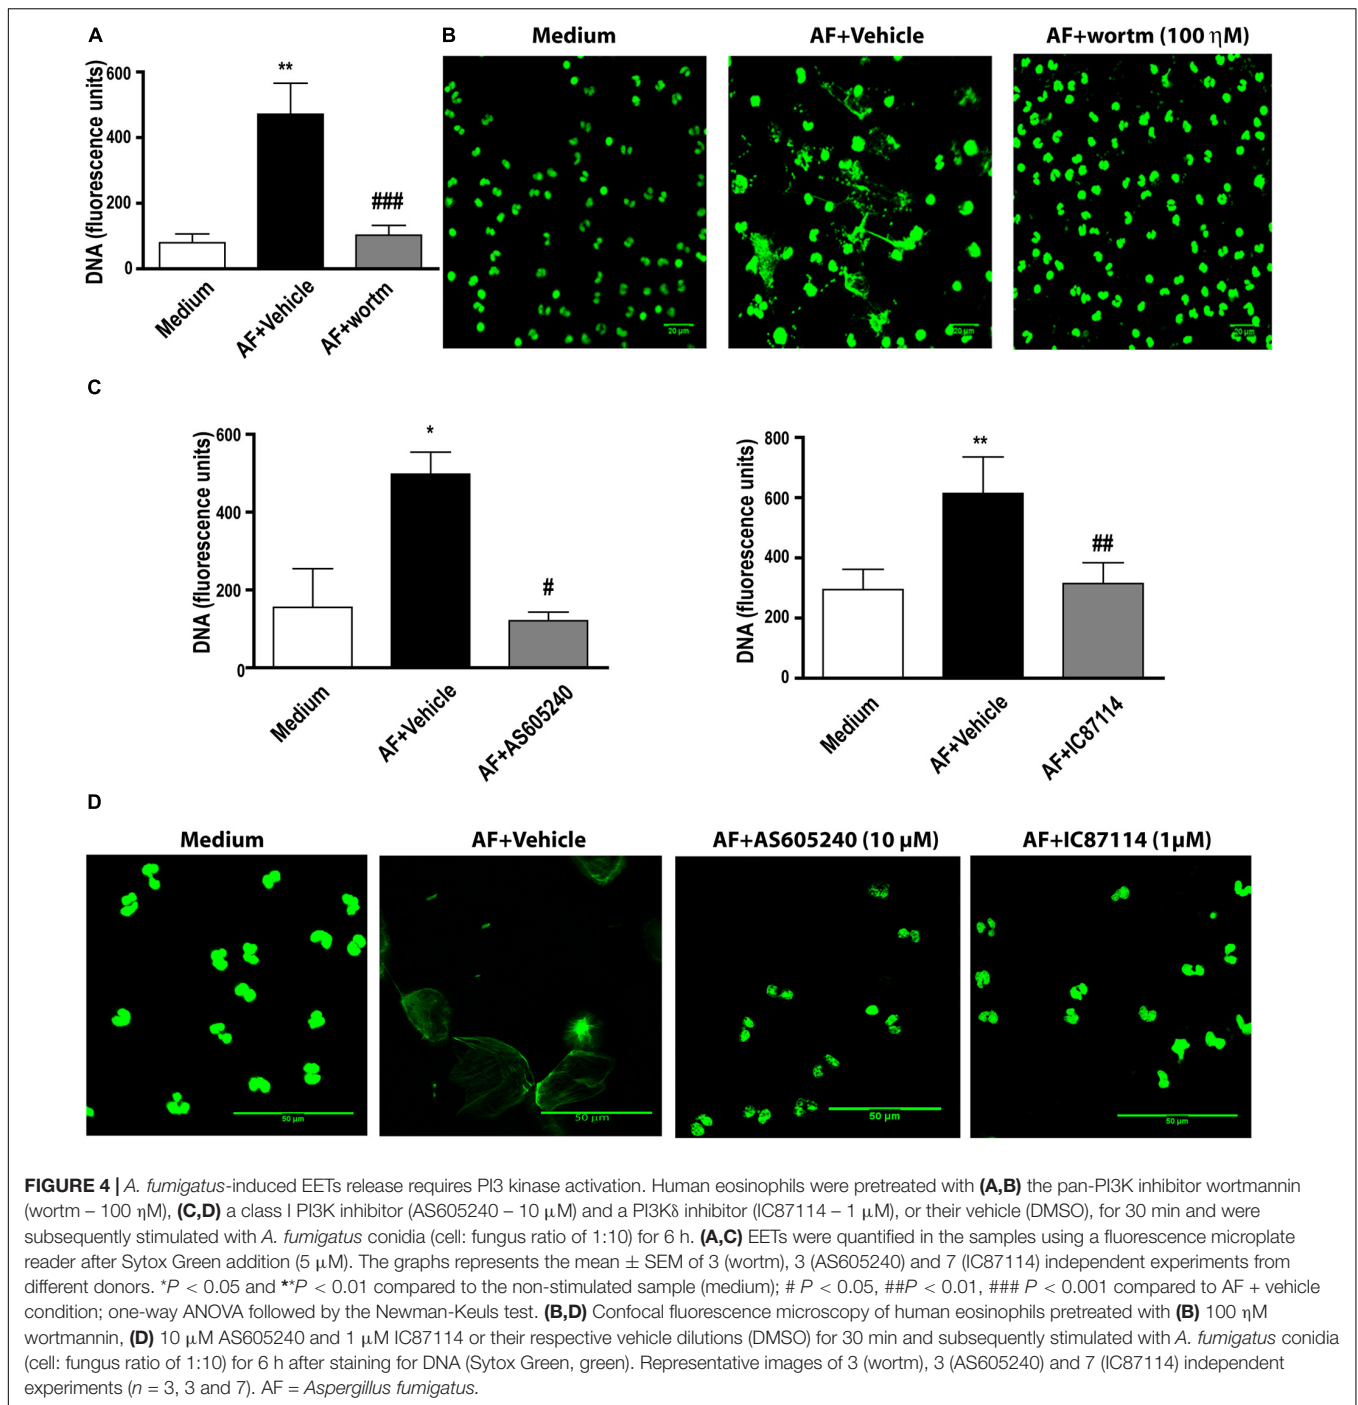 A
DNA (fluorescence units)
600
400
200
0
**
###
Medium
AF+Vehicle
AF+wortm
B
Medium
AF+Vehicle
AF+wortm (100 ηM)
20 µm
20 µm
20 µm
C
DNA (fluorescence units)
600
400
200
0
*
#
Medium
AF+Vehicle
AF+AS605240
DNA (fluorescence units)
800
600
400
200
0
**
##
Medium
AF+Vehicle
AF+IC87114
D
Medium
AF+Vehicle
AF+AS605240 (10 µM)
AF+IC87114 (1µM)
50 µm
50 µm
50 µm
50 µm
FIGURE 4 | A. fumigatus-induced EETs release requires PI3 kinase activation. Human eosinophils were pretreated with (A,B) the pan-PI3K inhibitor wortmannin
(wortm – 100 ηM), (C,D) a class I PI3K inhibitor (AS605240 – 10 µM) and a PI3Kδ inhibitor (IC87114 – 1 µM), or their vehicle (DMSO), for 30 min and were
subsequently stimulated with A. fumigatus conidia (cell: fungus ratio of 1:10) for 6 h. (A,C) EETs were quantified in the samples using a fluorescence microplate
reader after Sytox Green addition (5 µM). The graphs represents the mean ± SEM of 3 (wortm), 3 (AS605240) and 7 (IC87114) independent experiments from
different donors. *P < 0.05 and **P < 0.01 compared to the non-stimulated sample (medium); # P < 0.05, ##P < 0.01, ### P < 0.001 compared to AF + vehicle
condition; one-way ANOVA followed by the Newman-Keuls test. (B,D) Confocal fluorescence microscopy of human eosinophils pretreated with (B) 100 ηM
wortmannin, (D) 10 µM AS605240 and 1 µM IC87114 or their respective vehicle dilutions (DMSO) for 30 min and subsequently stimulated with A. fumigatus conidia
(cell: fungus ratio of 1:10) for 6 h after staining for DNA (Sytox Green, green). Representative images of 3 (wortm), 3 (AS605240) and 7 (IC87114) independent
experiments (n = 3, 3 and 7). AF = Aspergillus fumigatus.